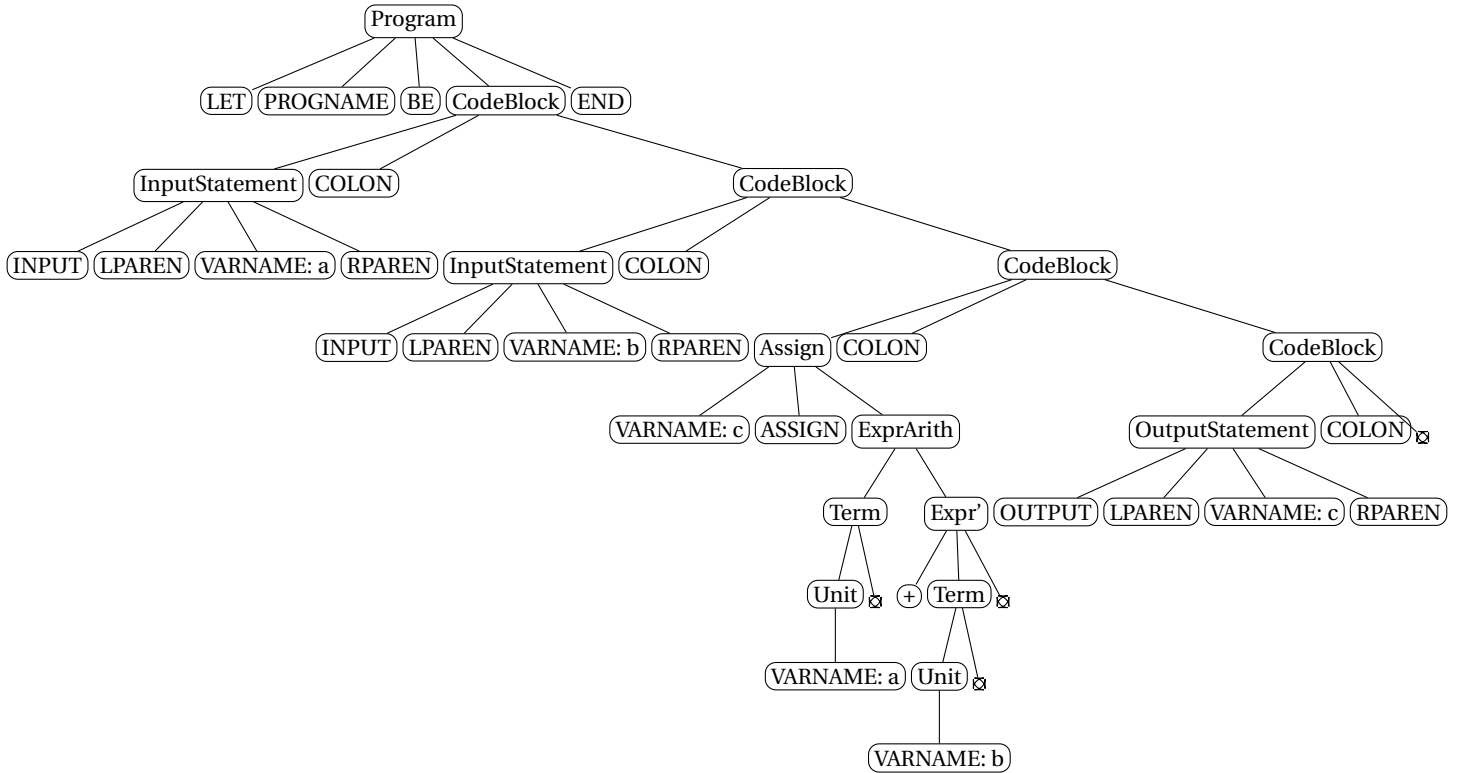 Program
LET PROGNAME BE CodeBlock END
InputStatement COLON CodeBlock
INPUT LPAREN VARNAME: a RPAREN InputStatement COLON CodeBlock
INPUT LPAREN VARNAME: b RPAREN Assign COLON CodeBlock
VARNAME: c ASSIGN ExprArith OutputStatement COLON
Term Expr’ OUTPUT LPAREN VARNAME: c RPAREN
Unit + Term
VARNAME: a Unit
VARNAME: b